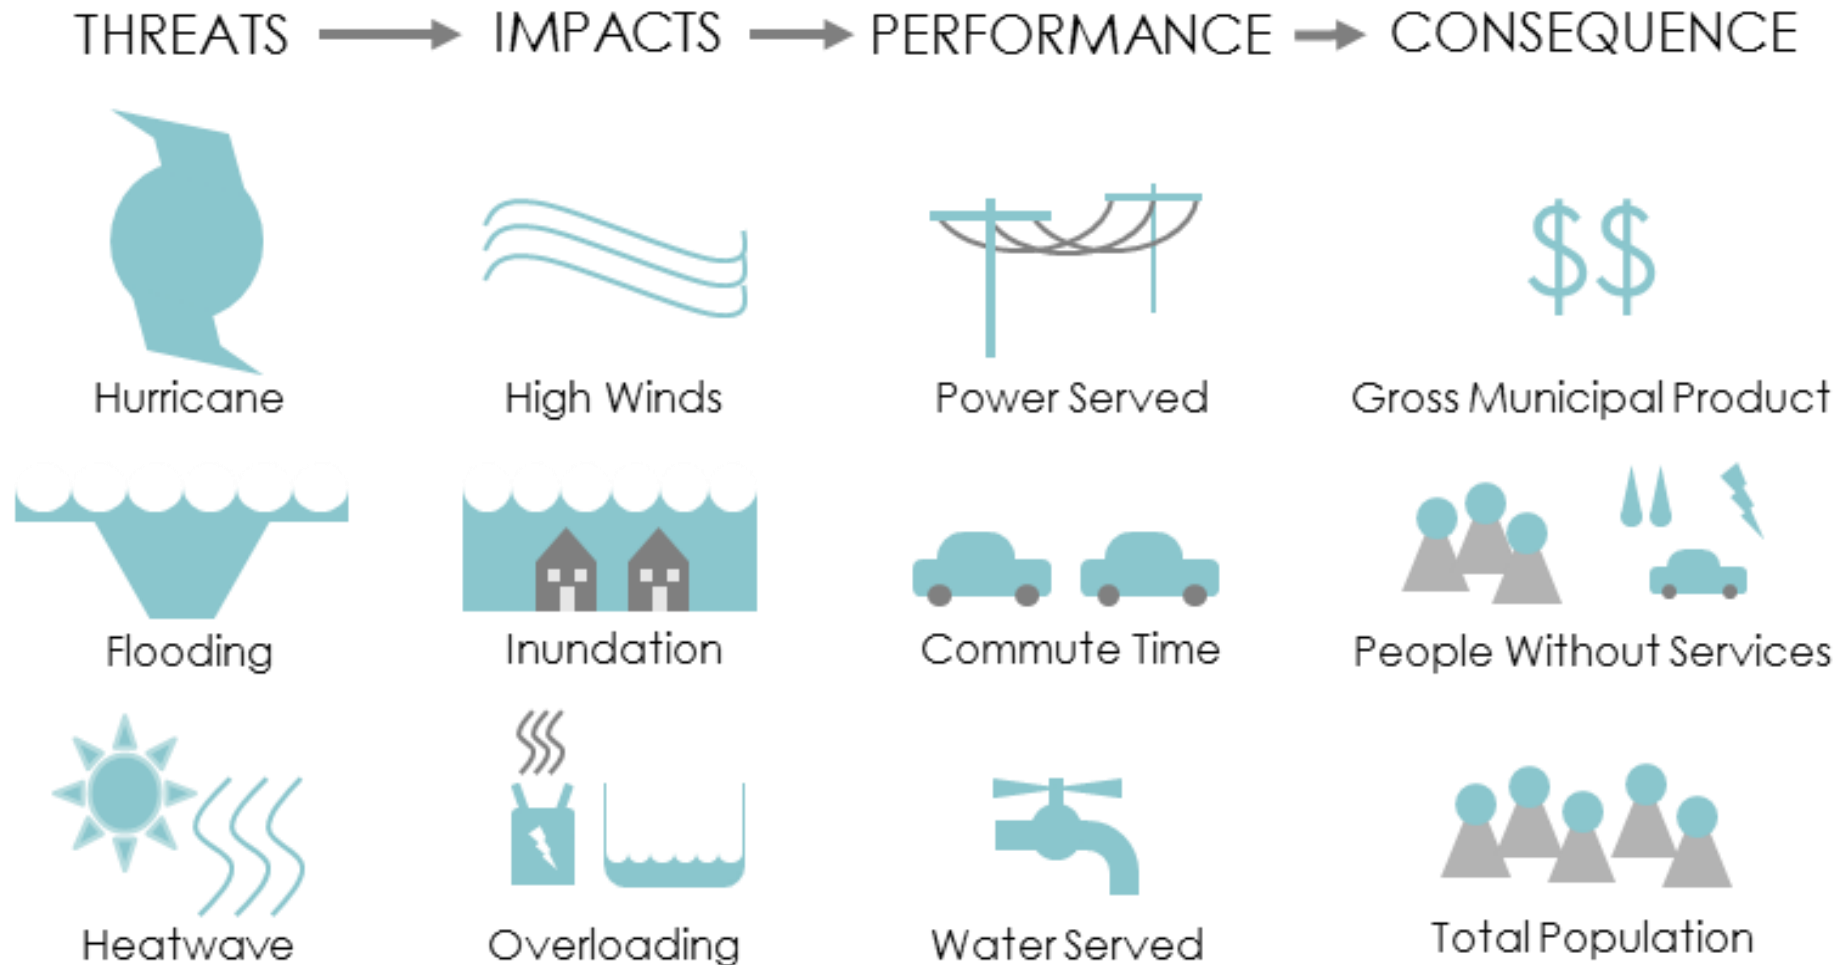 THREATS IMPACTS PERFORMANCE CONSEQUENCE
Hurricane High Winds Power Served Gross Municipal Product
Flooding Inundation Commute Time People Without Services
Heatwave Overloading Water Served Total Population